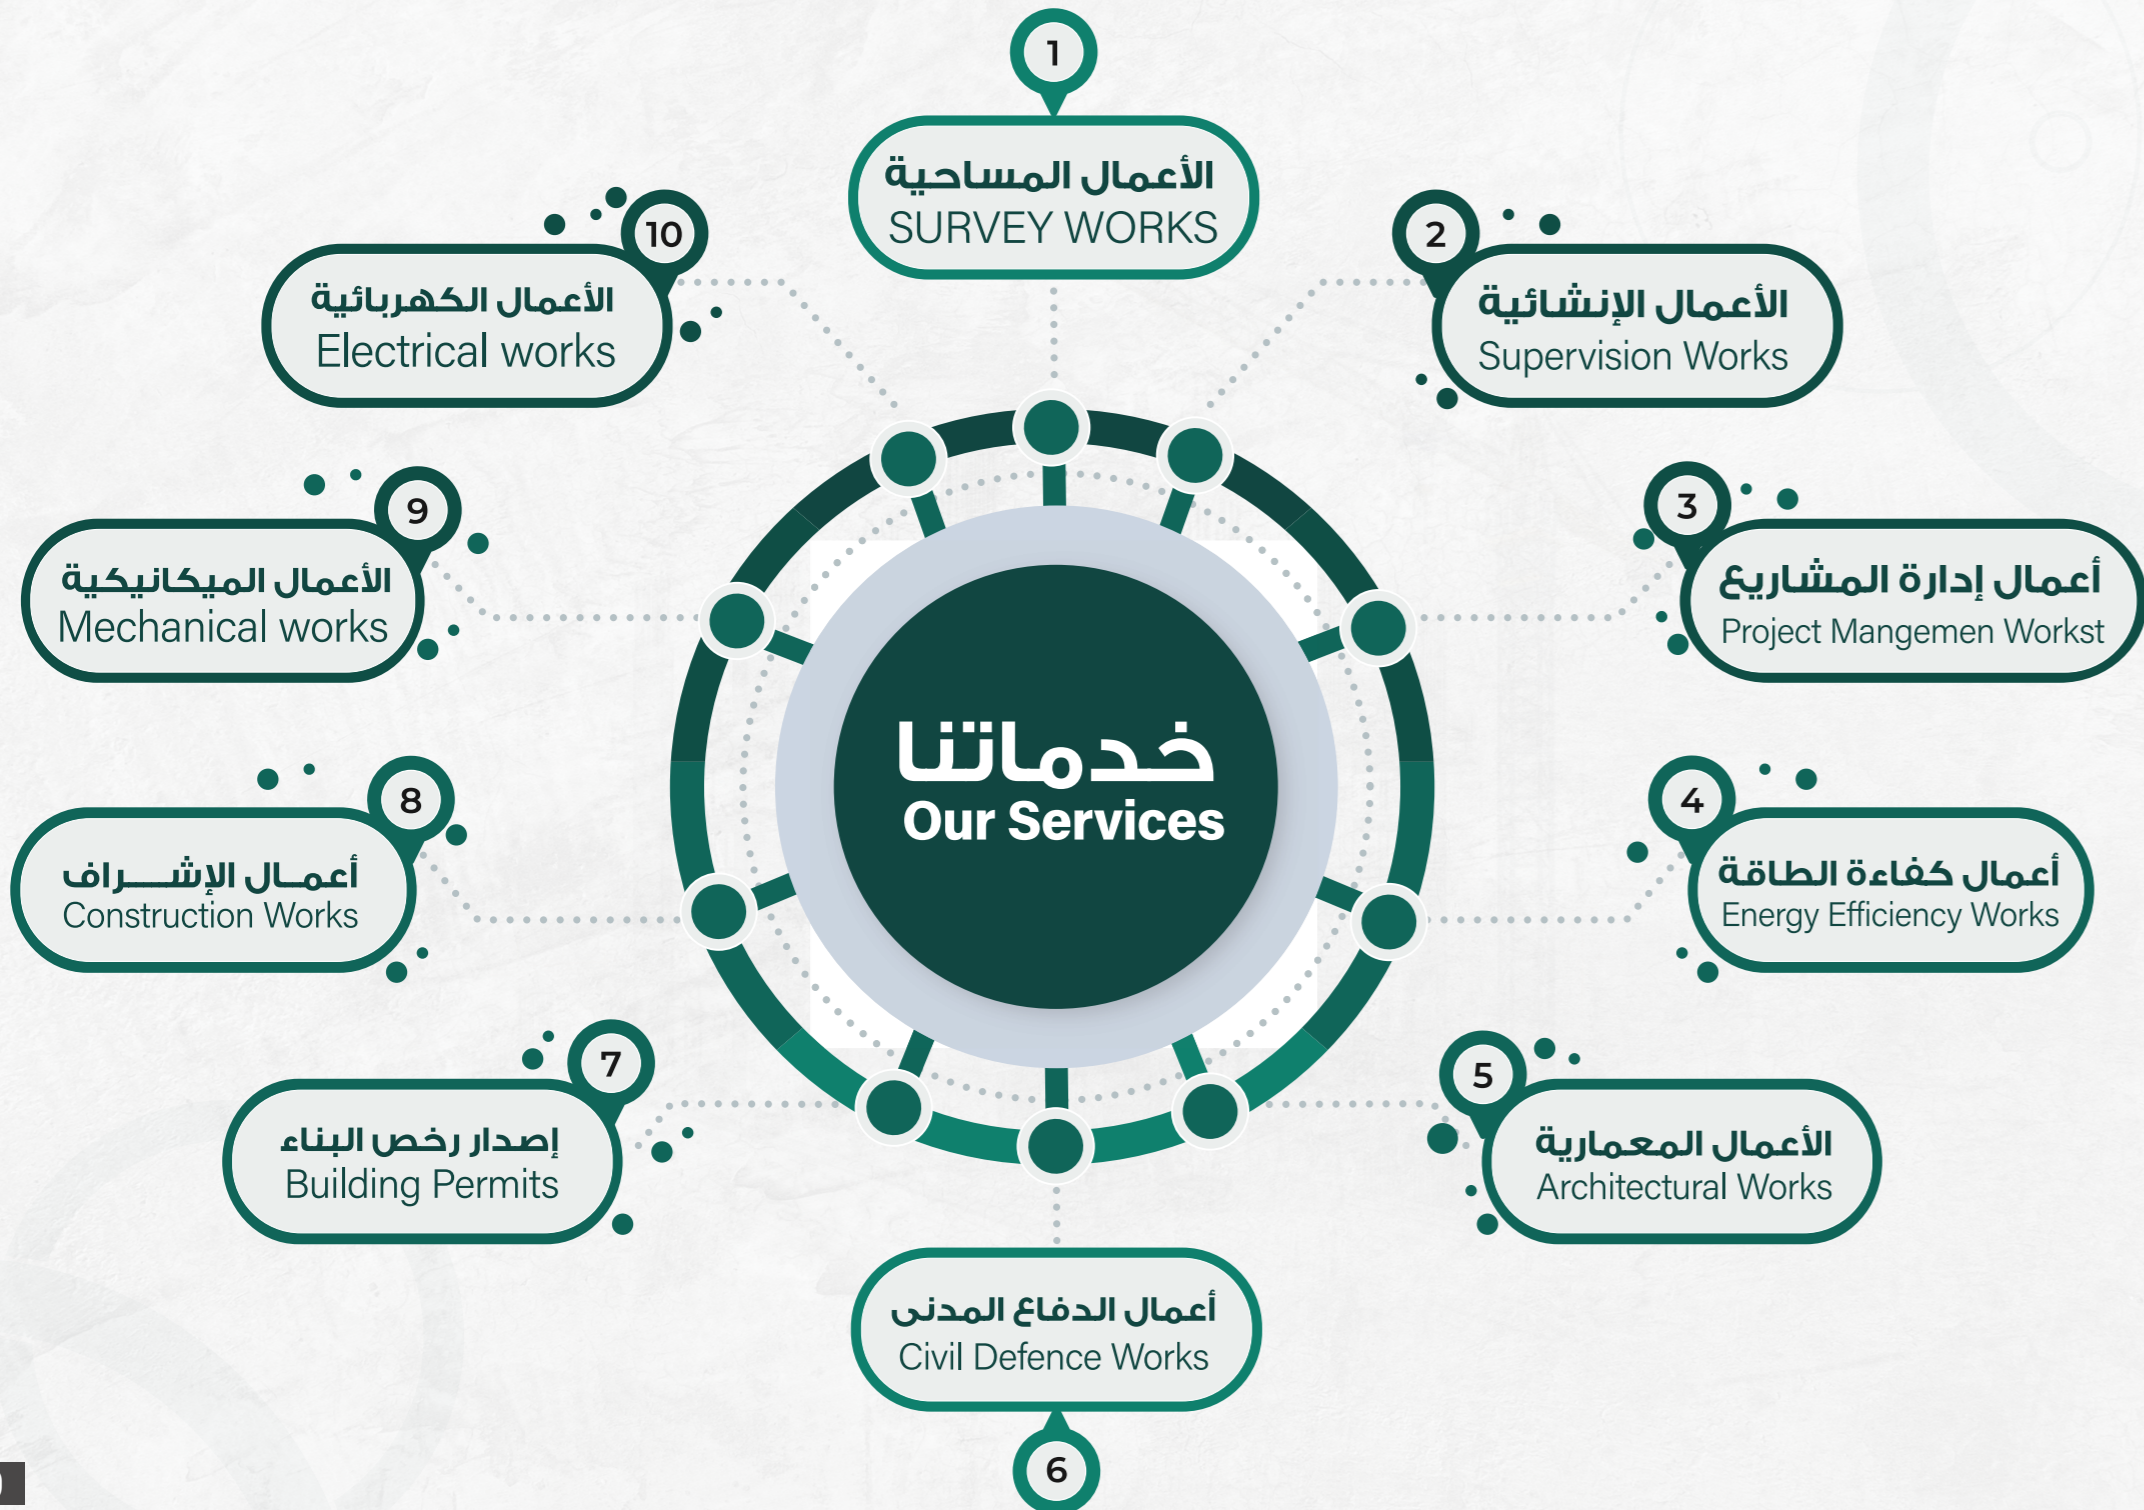 خدماتنا
Our Services
1
الأعمال المساحية
SURVEY WORKS
2
الأعمال الإنشائية
Supervision Works
3
أعمال إدارة المشاريع
Project Mangemen Workst
4
أعمال كفاءة الطاقة
Energy Efficiency Works
5
الأعمال المعمارية
Architectural Works
6
أعمال الدفاع المدنى
Civil Defence Works
7
إصدار رخص البناء
Building Permits
8
أعمـال الإشـــراف
Construction Works
9
الأعمال الميكانيكية
Mechanical works
10
الأعمال الكهربائية
Electrical works